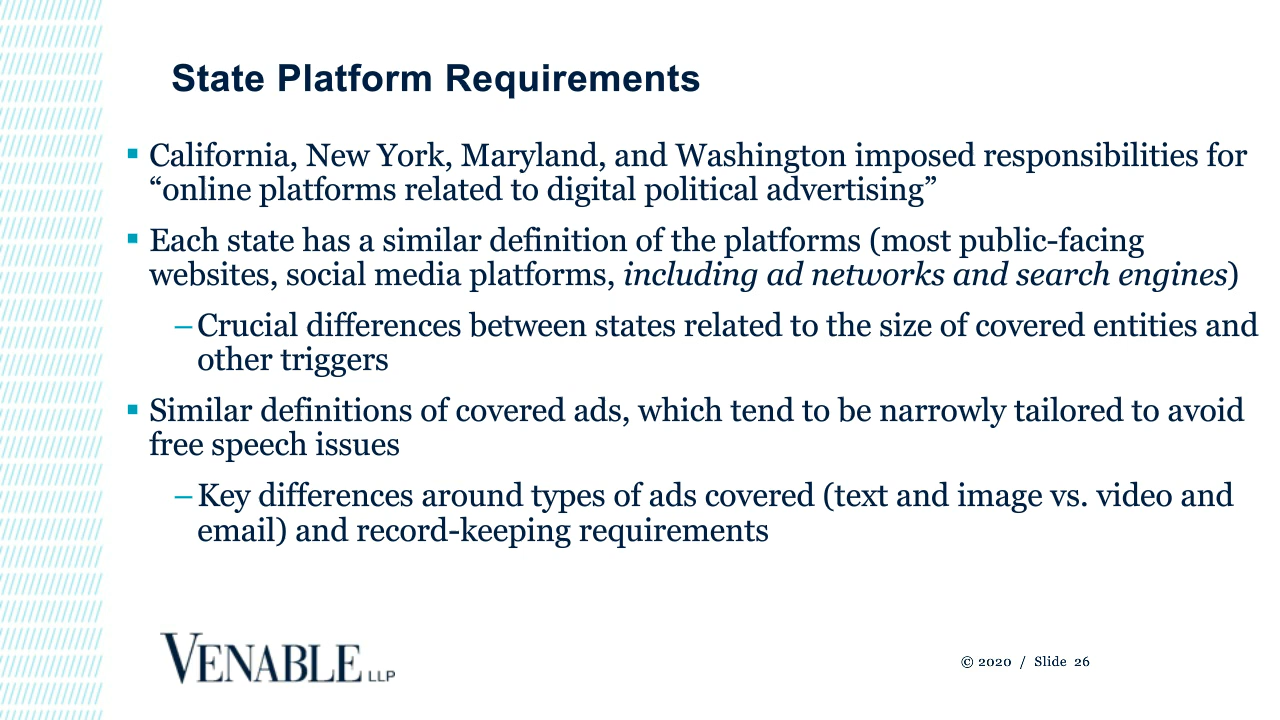 State Platform Requirements
▪ California, New York, Maryland, and Washington imposed responsibilities for
“online platforms related to digital political advertising”
▪ Each state has a similar definition of the platforms (most public-facing
websites, social media platforms, including ad networks and search engines)
– Crucial differences between states related to the size of covered entities and
other triggers
▪ Similar definitions of covered ads, which tend to be narrowly tailored to avoid
free speech issues
– Key differences around types of ads covered (text and image vs. video and
email) and record-keeping requirements
VENABLE LLP
© 2020 / Slide 26